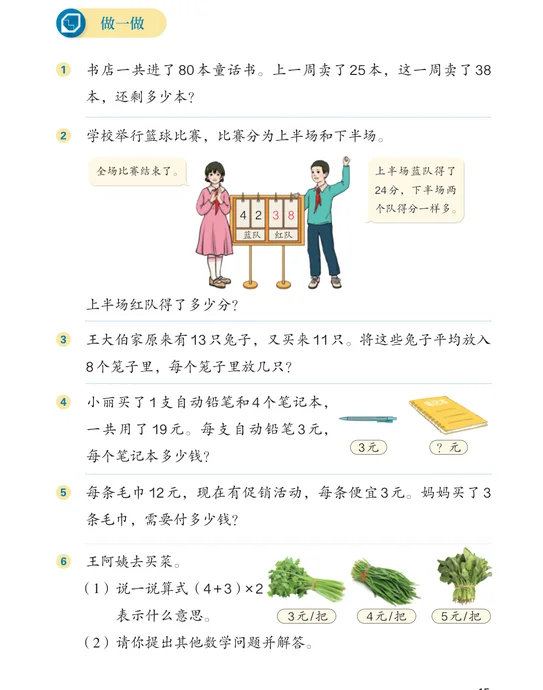 做一做
1 书店一共进了80本童话书。上一周卖了25本，这一周卖了38
本，还剩多少本？
2 学校举行篮球比赛，比赛分为上半场和下半场。
全场比赛结束了。
上半场蓝队得了
24分，下半场两
个队得分一样多。
4 2 3 8
蓝队 红队
上半场红队得了多少分？
3 王大伯家原来有13只兔子，又买来11只。将这些兔子平均放入
8个笼子里，每个笼子里放几只？
4 小丽买了1支自动铅笔和4个笔记本，
一共用了19元。每支自动铅笔3元，
每个笔记本多少钱？
笔记本
3元 ？元
5 每条毛巾12元，现在有促销活动，每条便宜3元。妈妈买了3
条毛巾，需要付多少钱？
6 王阿姨去买菜。
（1）说一说算式（4+3）×2
表示什么意思。
3元/把 4元/把 5元/把
（2）请你提出其他数学问题并解答。